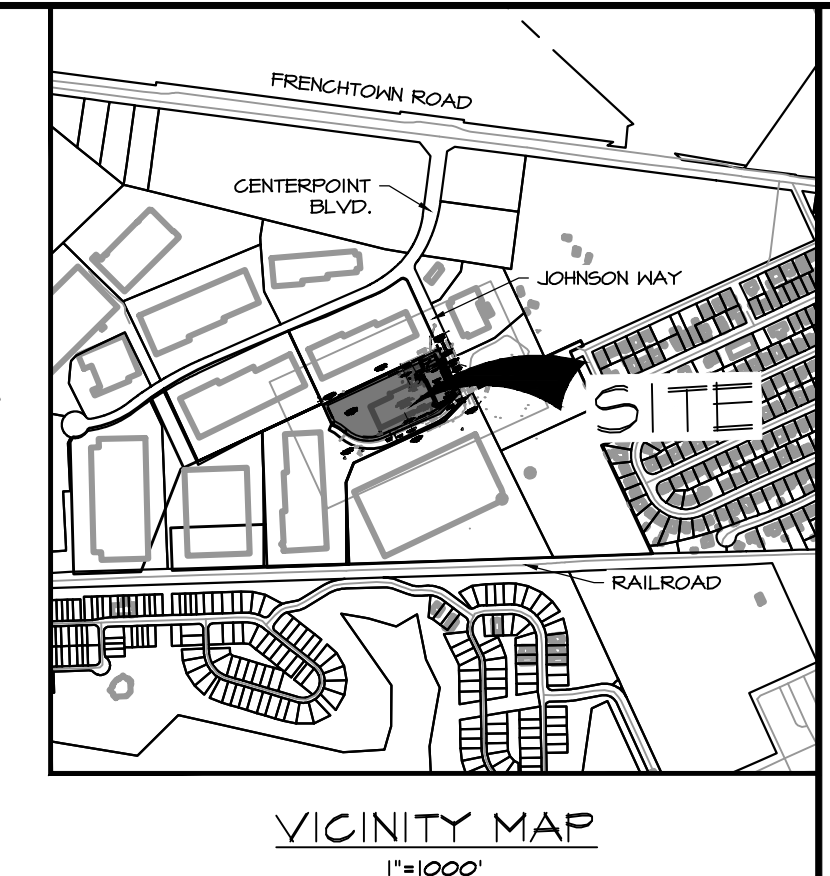 FRENCHTOWN ROAD
CENTERPOINT
BLVD.
JOHNSON WAY
SITE
RAILROAD
VICINITY MAP
1"=1000'